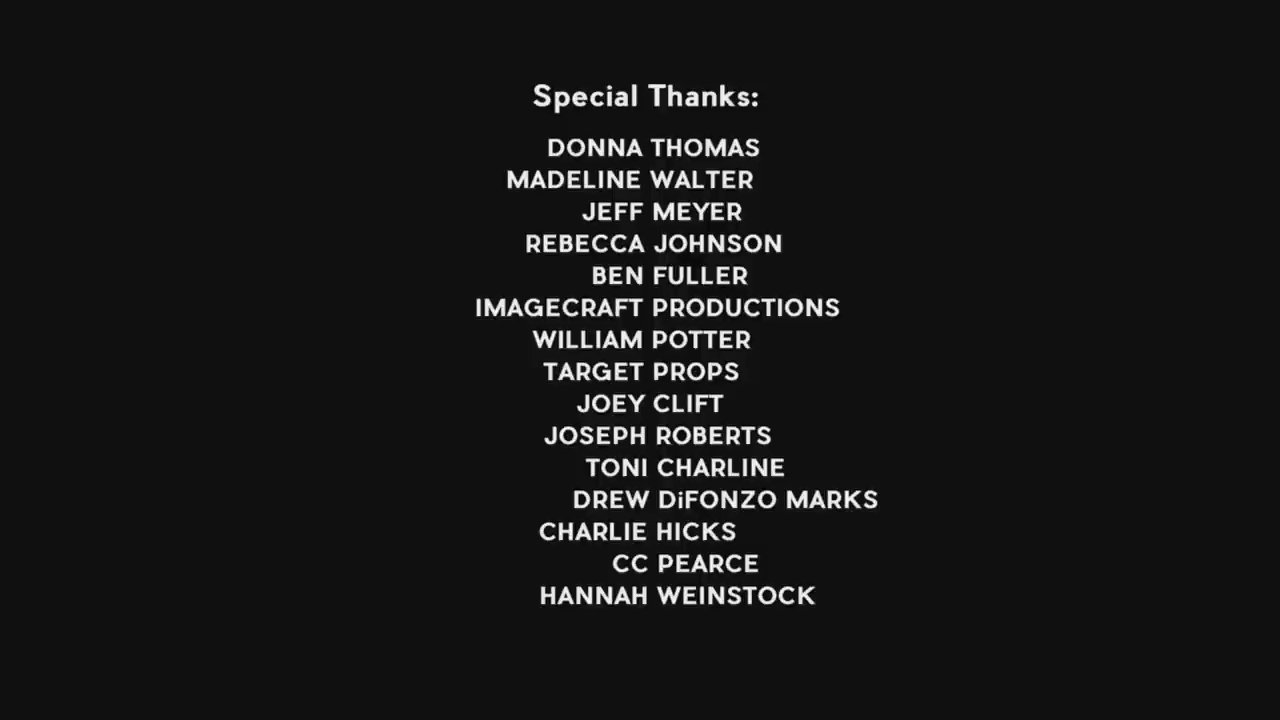 Special Thanks:
DONNA THOMAS
MADELINE WALTER
JEFF MEYER
REBECCA JOHNSON
BEN FULLER
IMAGECRAFT PRODUCTIONS
WILLIAM POTTER
TARGET PROPS
JOEY CLIFT
JOSEPH ROBERTS
TONI CHARLINE
DREW DiFONZO MARKS
CHARLIE HICKS
CC PEARCE
HANNAH WEINSTOCK